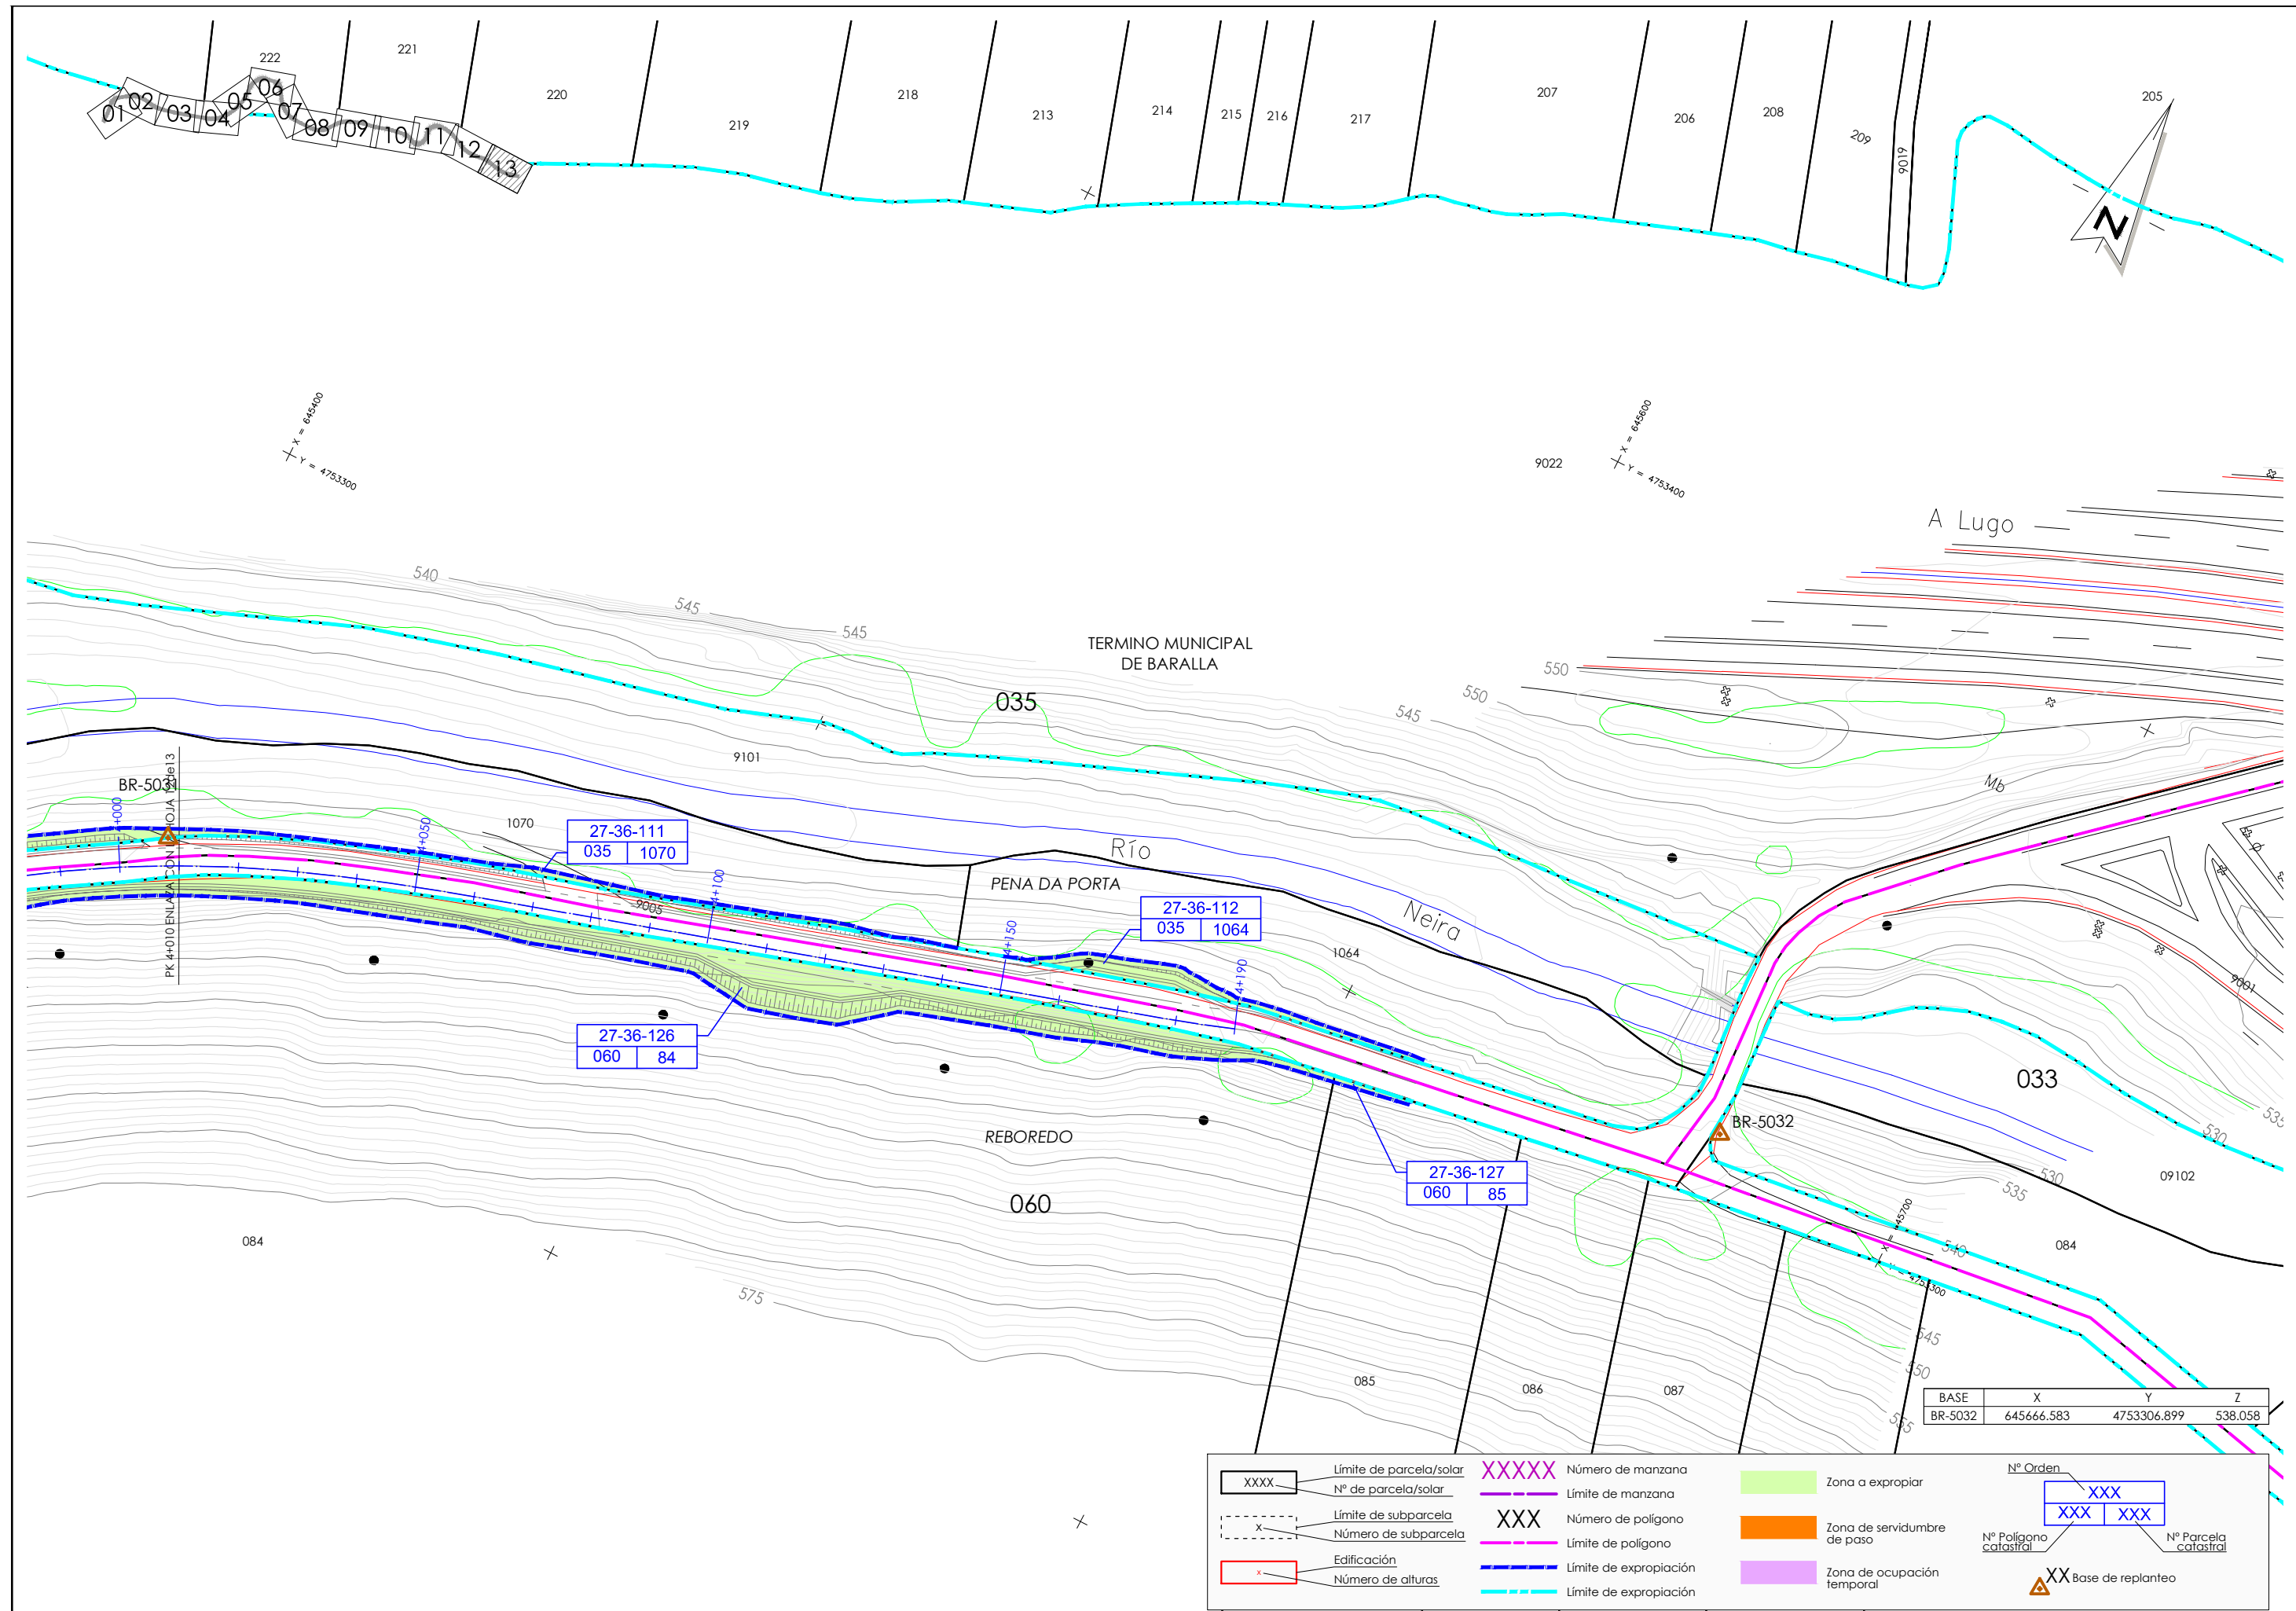 222
221
220
219
218
213
214
215
216
217
207
206
208
209
9019
205
01
02
03
04
05
06
07
08
09
10
11
12
13
N
X = 645400
Y = 4753300
X = 645600
Y = 4753400
9022
A Lugo
540
545
545
TERMINO MUNICIPAL
DE BARALLA
035
550
550
545
9101
Mb
BR-5031
4+050
1070
27-36-111
035 1070
Río
PENA DA PORTA
4+100
9005
27-36-112
035 1064
Neira
4+150
1064
4+190
9001
27-36-126
060 84
033
535
530
BR-5032
REBOREDO
27-36-127
060 85
060
530
535
09102
084
540
084
575
545
550
555
085
086
087
BASE X Y Z
BR-5032 645666.583 4753306.899 538.058
XXXX
Límite de parcela/solar
Nº de parcela/solar
x
Límite de subparcela
Número de subparcela
x
Edificación
Número de alturas
XXXXX Número de manzana
Límite de manzana
XXX Número de polígono
Límite de polígono
Límite de expropiación
Límite de expropiación
Zona a expropiar
Zona de servidumbre
de paso
Zona de ocupación
temporal
Nº Orden
XXX
XXX XXX
Nº Polígono
catastral
Nº Parcela
catastral
XX Base de replanteo